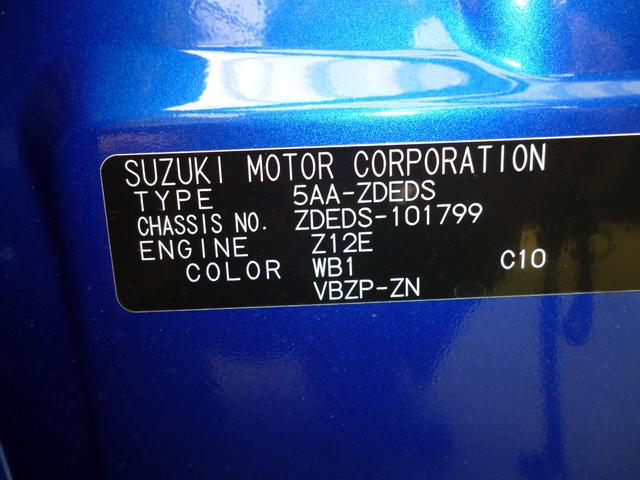 SUZUKI MOTOR CORPORATION
TYPE 5AA-ZDEDS
CHASSIS NO. ZDEDS-101799
ENGINE Z12E
COLOR WB1 C10
VBZP-ZN